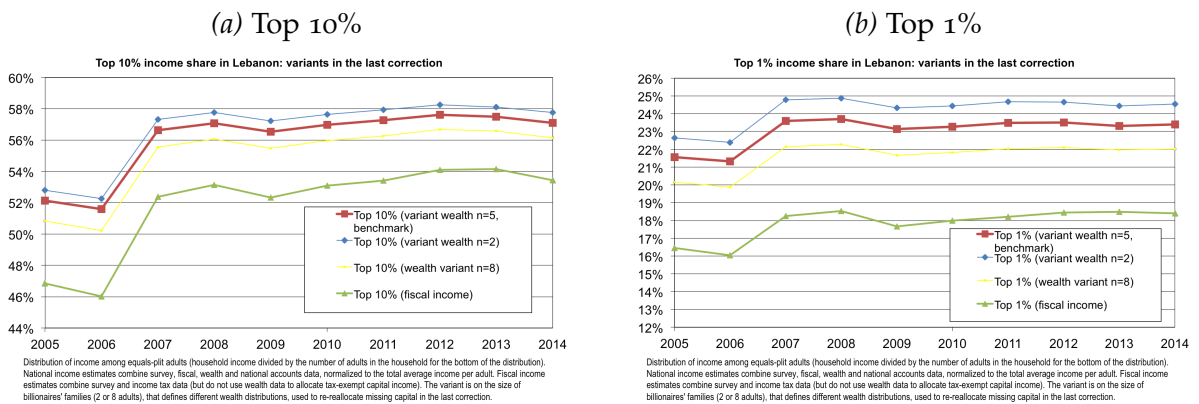 (a) Top 10%
Top 10% income share in Lebanon: variants in the last correction
60%
58%
56%
54%
52%
50%
48%
46%
44%
Top 10% (variant wealth n=5,
benchmark)
Top 10% (variant wealth n=2)
Top 10% (wealth variant n=8)
Top 10% (fiscal income)
2005 2006 2007 2008 2009 2010 2011 2012 2013 2014
Distribution of income among equals-plit adults (household income divided by the number of adults in the household for the bottom of the distribution).
National income estimates combine survey, fiscal, wealth and national accounts data, normalized to the total average income per adult. Fiscal income
estimates combine survey and income tax data (but do not use wealth data to allocate tax-exempt capital income). The variant is on the size of
billionaires' families (2 or 8 adults), that defines different wealth distributions, used to re-reallocate missing capital in the last correction.
(b) Top 1%
Top 1% income share in Lebanon: variants in the last correction
26%
25%
24%
23%
22%
21%
20%
19%
18%
17%
16%
15%
14%
13%
12%
Top 1% (variant wealth n=5,
benchmark)
Top 1% (variant wealth n=2)
Top 1% (wealth variant n=8)
Top 1% (fiscal income)
2005 2006 2007 2008 2009 2010 2011 2012 2013 2014
Distribution of income among equals-plit adults (household income divided by the number of adults in the household for the bottom of the distribution).
National income estimates combine survey, fiscal, wealth and national accounts data, normalized to the total average income per adult. Fiscal income
estimates combine survey and income tax data (but do not use wealth data to allocate tax-exempt capital income). The variant is on the size of
billionaires' families (2 or 8 adults), that defines different wealth distributions, used to re-reallocate missing capital in the last correction.